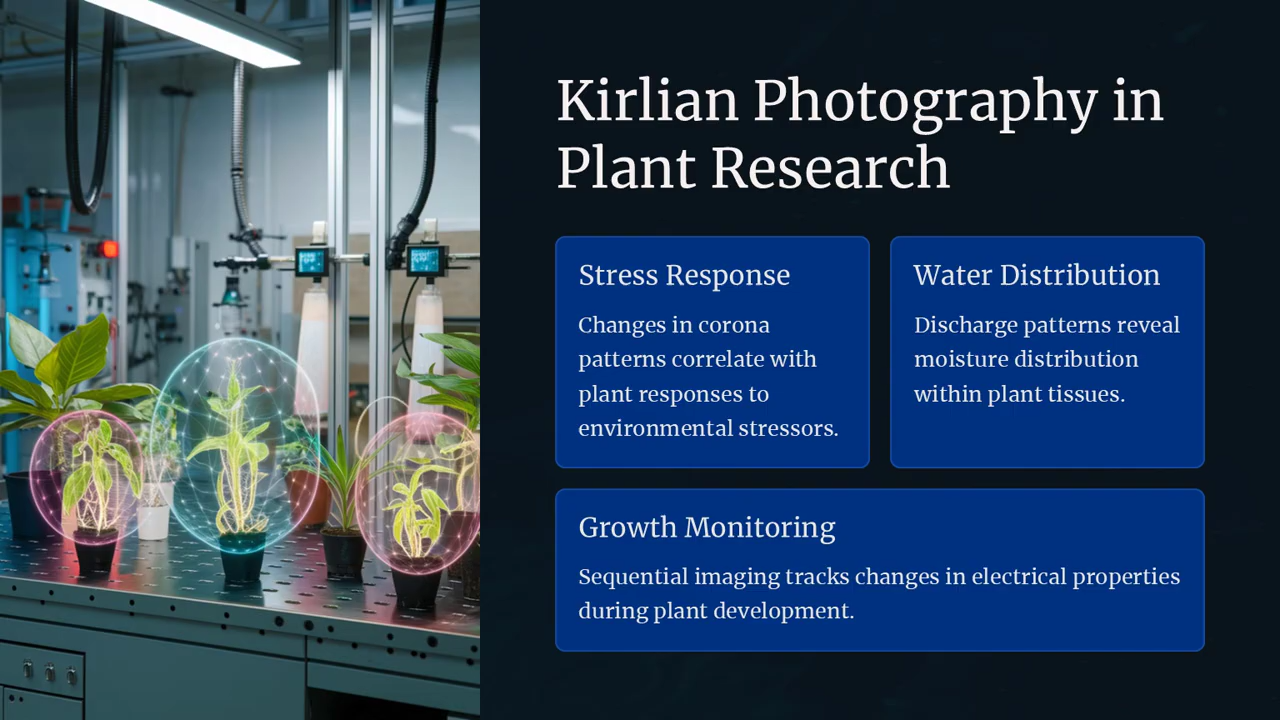 Kirlian Photography in
Plant Research
Stress Response
Changes in corona
patterns correlate with
plant responses to
environmental stressors.
Water Distribution
Discharge patterns reveal
moisture distribution
within plant tissues.
Growth Monitoring
Sequential imaging tracks changes in electrical properties
during plant development.